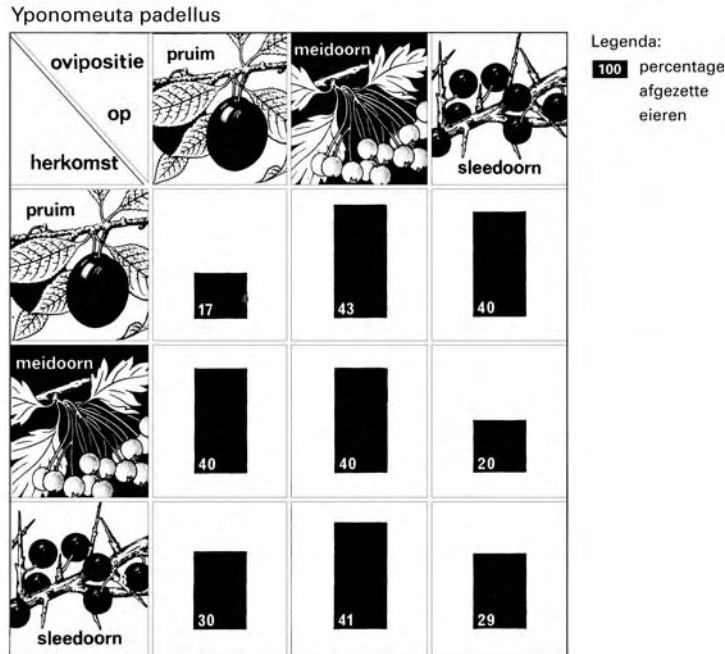 Yponomeuta padellus
ovipositie
op
herkomst
pruim
meidoorn
sleedoorn
Legenda:
100 percentage
afgezette
eieren
pruim
17
43
40
meidoorn
40
40
20
sleedoorn
30
41
29